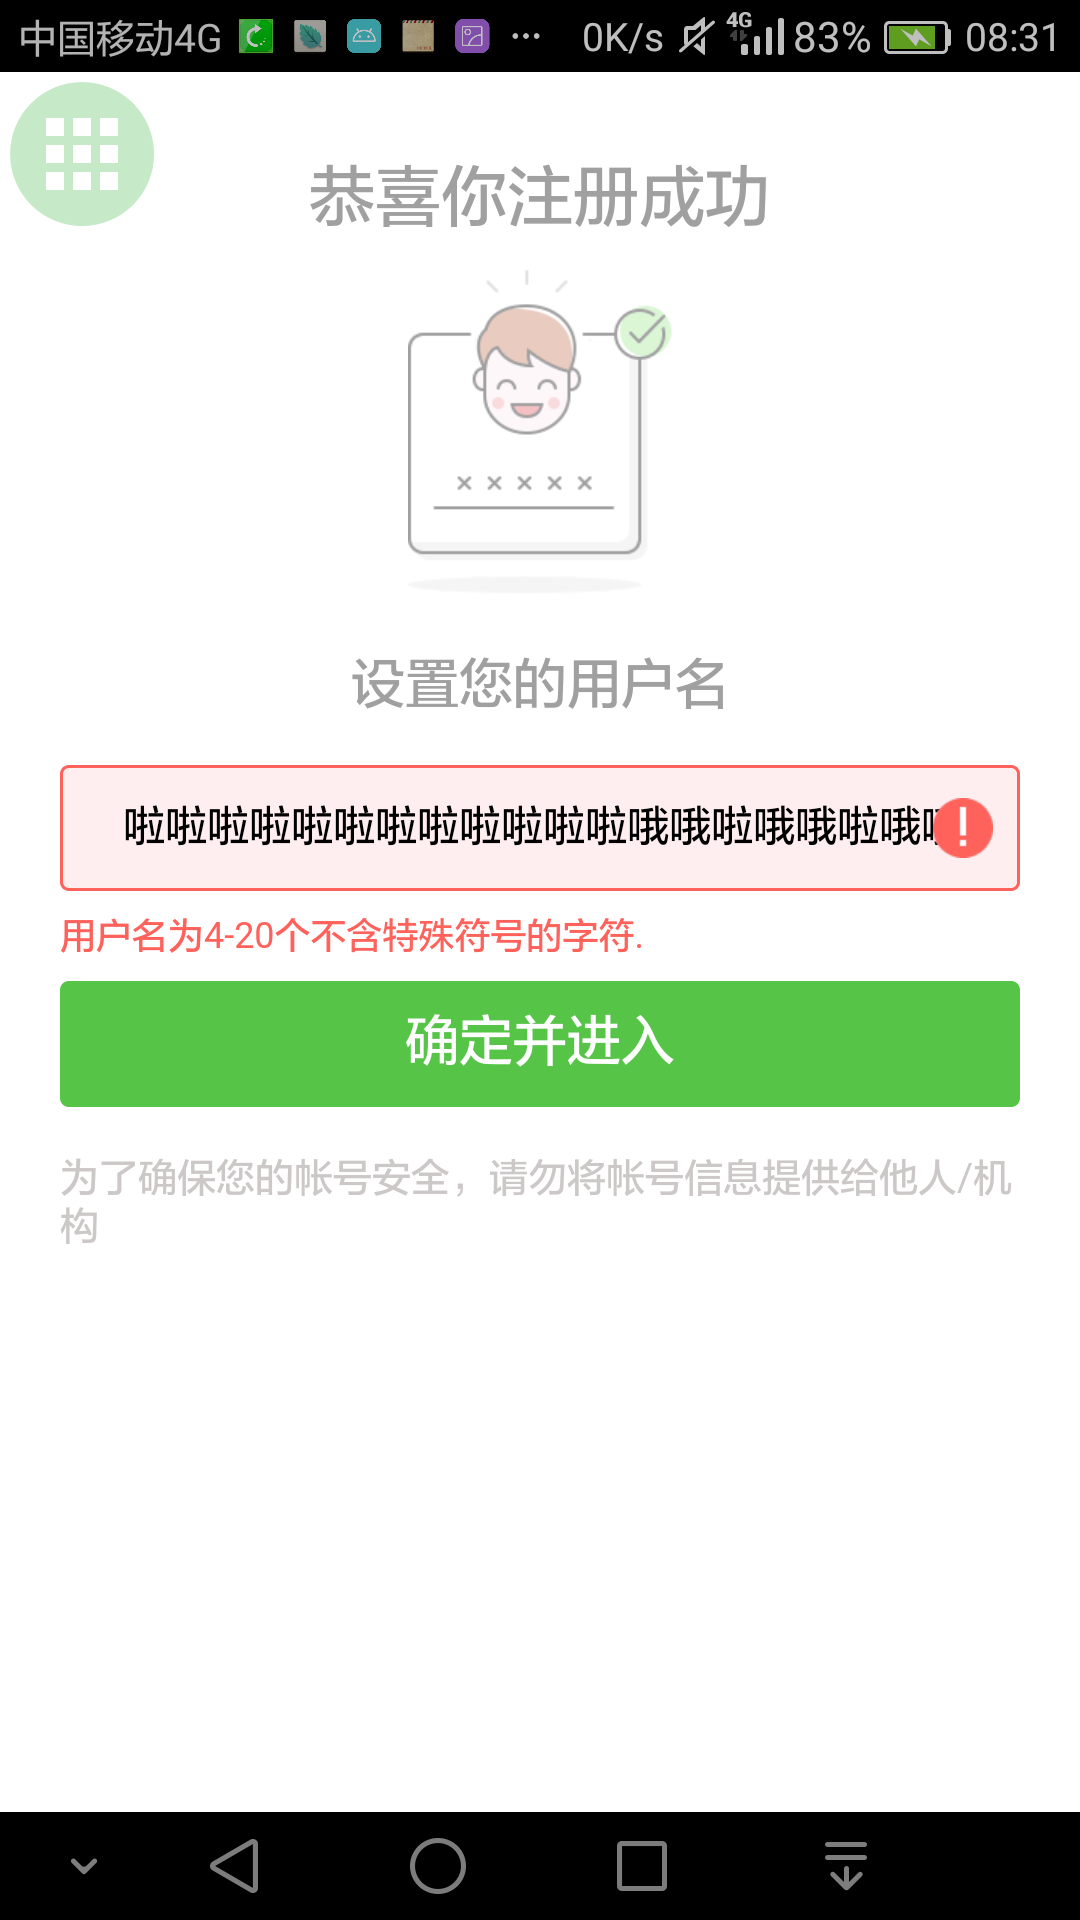 中国移动4G 0K/s 4G 83% 08:31
恭喜你注册成功
设置您的用户名
啦啦啦啦啦啦啦啦啦啦啦啦哦哦啦哦哦啦哦
用户名为4-20个不含特殊符号的字符.
确定并进入
为了确保您的帐号安全，请勿将帐号信息提供给他人/机
构